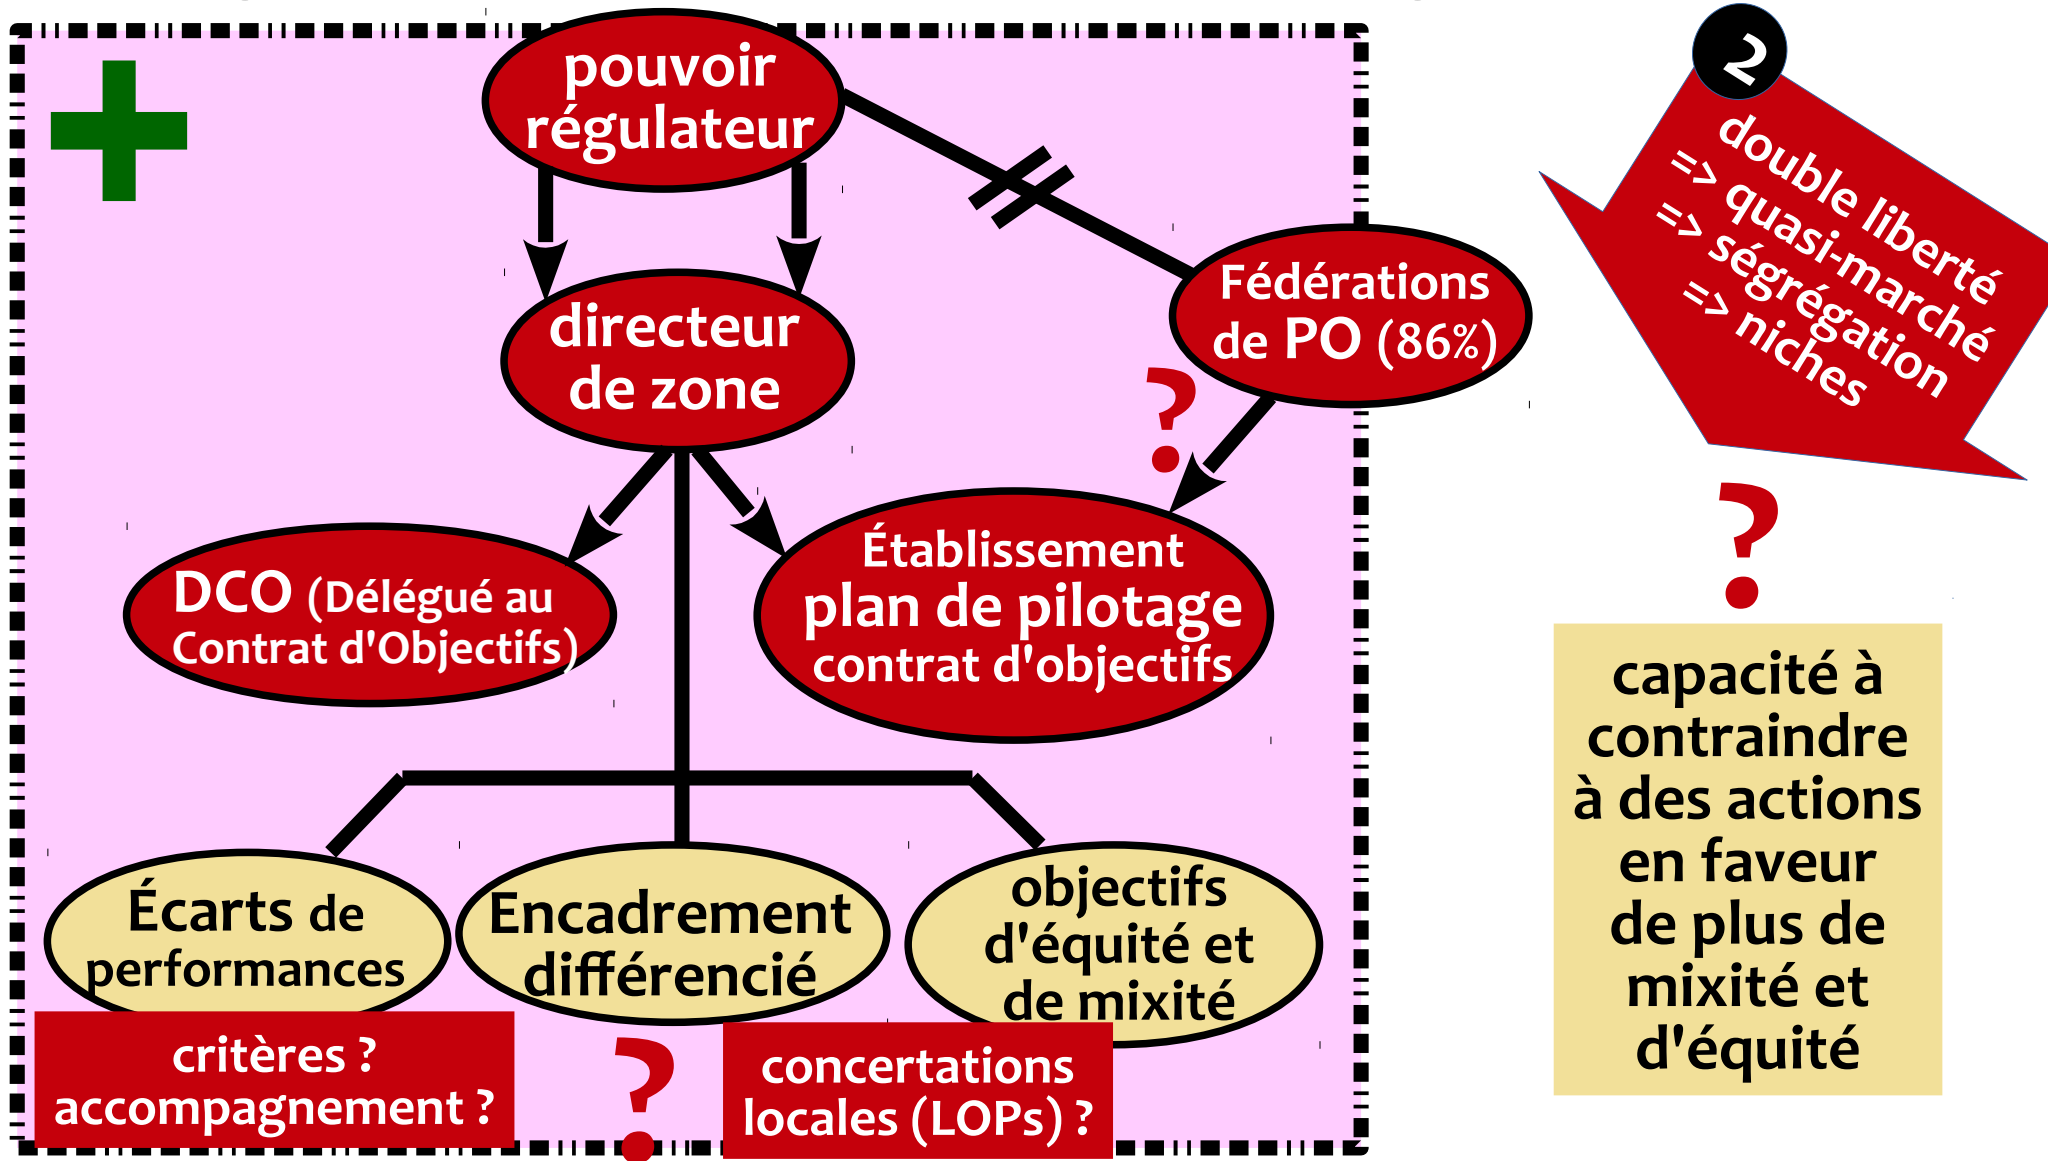 pouvoir
régulateur
2
double liberté
=> quasi-marché
=> ségrégation
=> niches
Fédérations
de PO (86%)
directeur
de zone
?
?
DCO (Délégué au
Contrat d'Objectifs)
Établissement
plan de pilotage
contrat d'objectifs
capacité à
contraindre
à des actions
en faveur
de plus de
mixité et
d'équité
Écarts de
performances
Encadrement
différencié
objectifs
d'équité et
de mixité
critères ?
accompagnement ?
?
concertations
locales (LOPs) ?